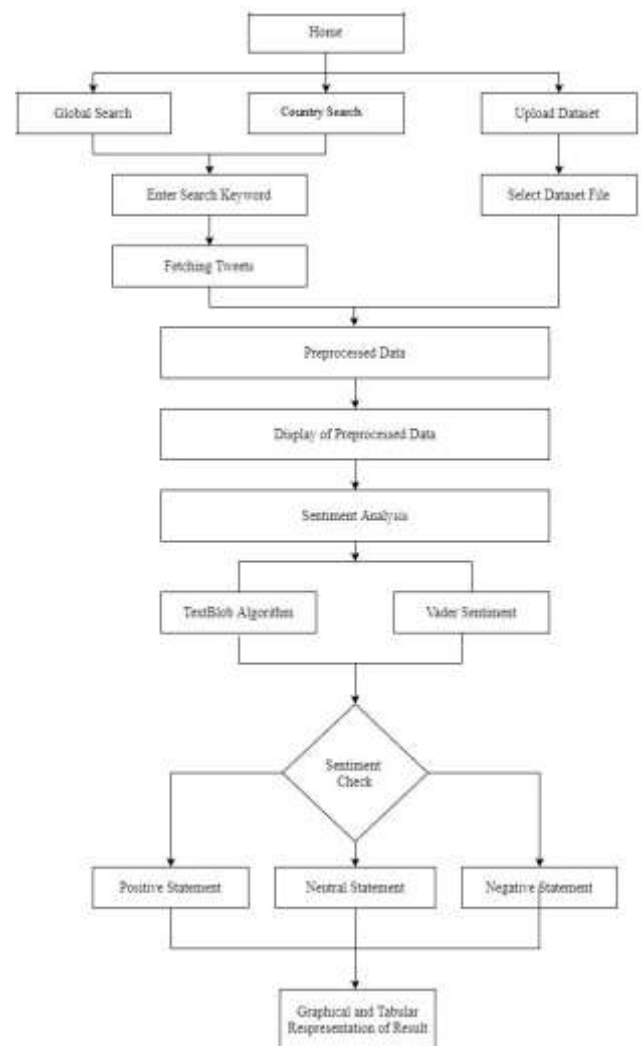 Home
Global Search
Country Search
Upload Dataset
Enter Search Keyword
Select Dataset File
Fetching Tweets
Preprocessed Data
Display of Preprocessed Data
Sentiment Analysis
TextBlob Algorithm
Vader Sentiment
Sentiment
Check
Positive Statement
Neutral Statement
Negative Statement
Graphical and Tabular
Respresentation of Result